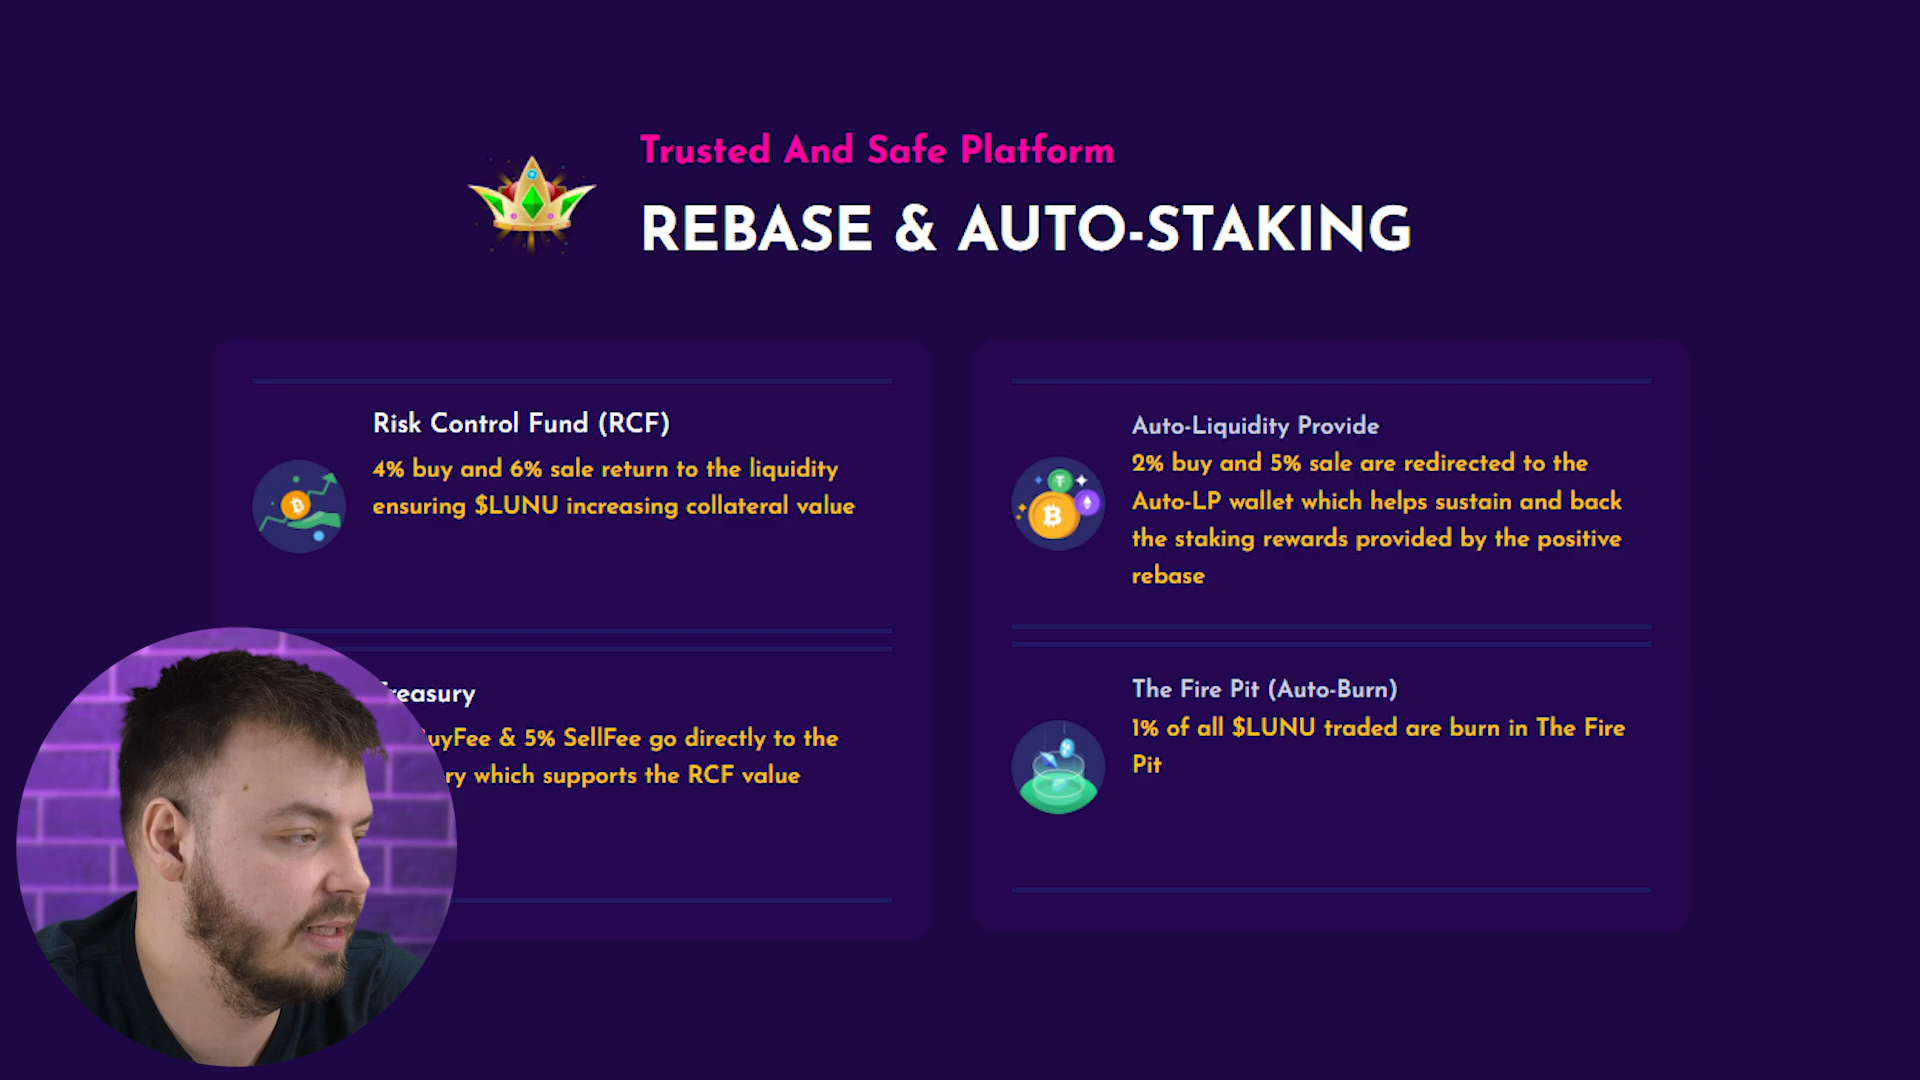 Trusted And Safe Platform
REBASE & AUTO-STAKING
Risk Control Fund (RCF)
4% buy and 6% sale return to the liquidity
ensuring $LUNU increasing collateral value
Treasury
BuyFee & 5% SellFee go directly to the
which supports the RCF value
Auto-Liquidity Provide
2% buy and 5% sale are redirected to the
Auto-LP wallet which helps sustain and back
the staking rewards provided by the positive
rebase
The Fire Pit (Auto-Burn)
1% of all $LUNU traded are burn in The Fire
Pit